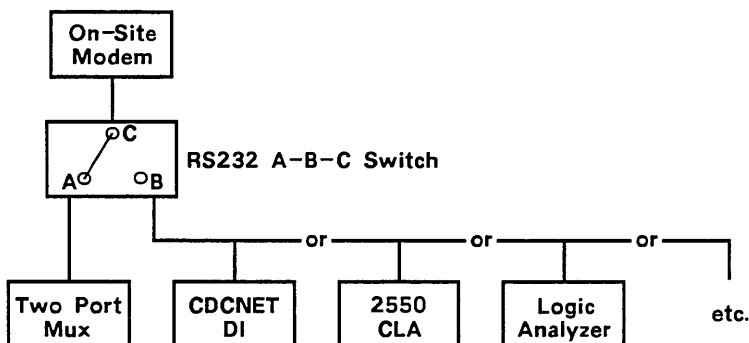 On-Site
Modem
C
A
B
RS232 A-B-C Switch
or
or
or
Two Port
Mux
CDCNET
DI
2550
CLA
Logic
Analyzer
etc.